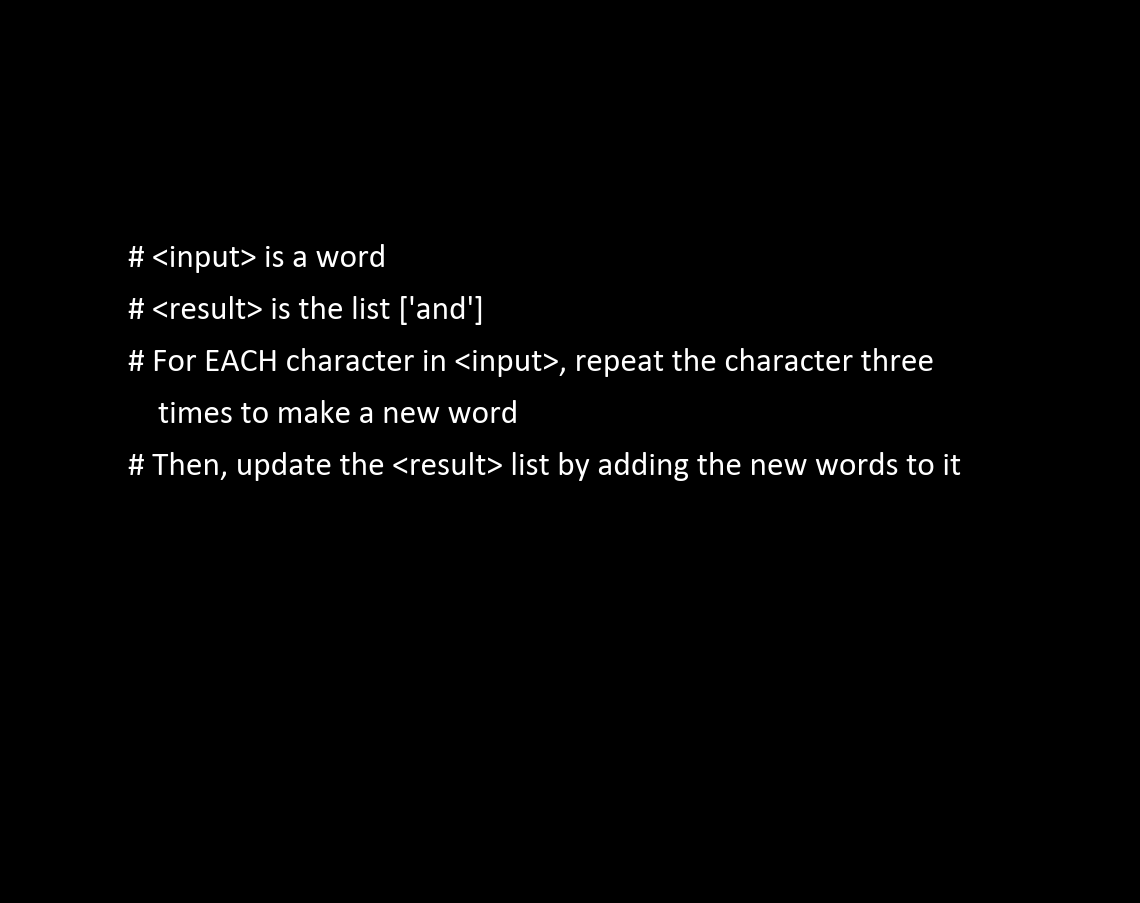 # <input> is a word
# <result> is the list ['and']
# For EACH character in <input>, repeat the character three
times to make a new word
# Then, update the <result> list by adding the new words to it